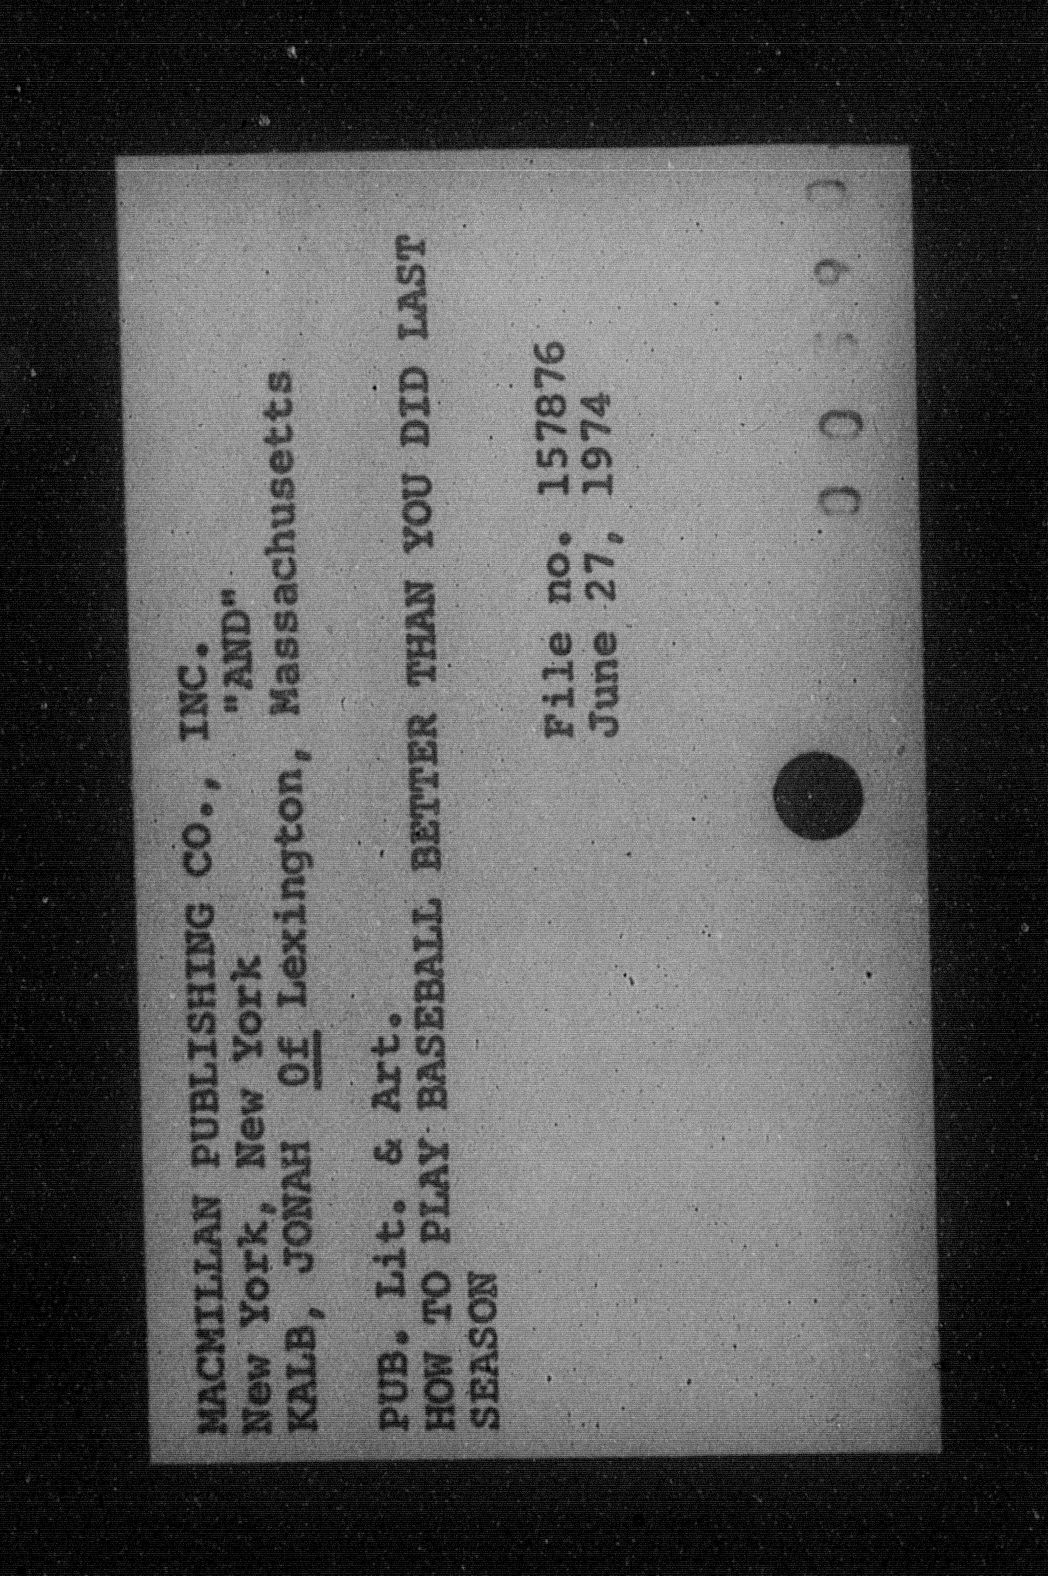 MACMILLAN PUBLISHING CO., INC.
New York, New York "AND"
KALB, JONAH Of Lexington, Massachusetts
PUB. Lit. & Art.
HOW TO PLAY BASEBALL BETTER THAN YOU DID LAST
SEASON
File no. 157876
June 27, 1974